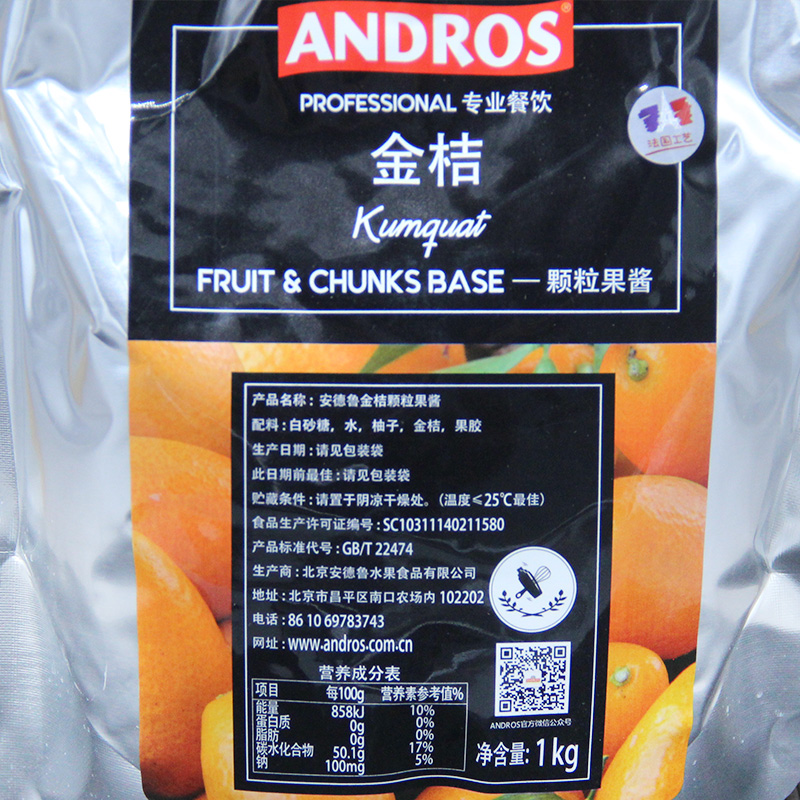 ANDROS®
PROFESSIONAL 专业餐饮
法国工艺
金桔
Kumquat
FRUIT & CHUNKS BASE — 颗粒果酱
产品名称：安德鲁金桔颗粒果酱
配料：白砂糖，水，柚子，金桔，果胶
生产日期：请见包装袋
此日期前最佳：请见包装袋
贮藏条件：请置于阴凉干燥处。（温度≤25℃最佳）
食品生产许可证编号：SC10311140211580
产品标准代号：GB/T 22474
生产商：北京安德鲁水果食品有限公司
地址：北京市昌平区南口农场内 102202
电话：86 10 69783743
网址：www.andros.com.cn
营养成分表
项目 每100g 营养素参考值%
能量 858kJ 10%
蛋白质 0g 0%
脂肪 0g 0%
碳水化合物 50.1g 17%
钠 100mg 5%
ANDROS官方微信公众号
净含量：1kg